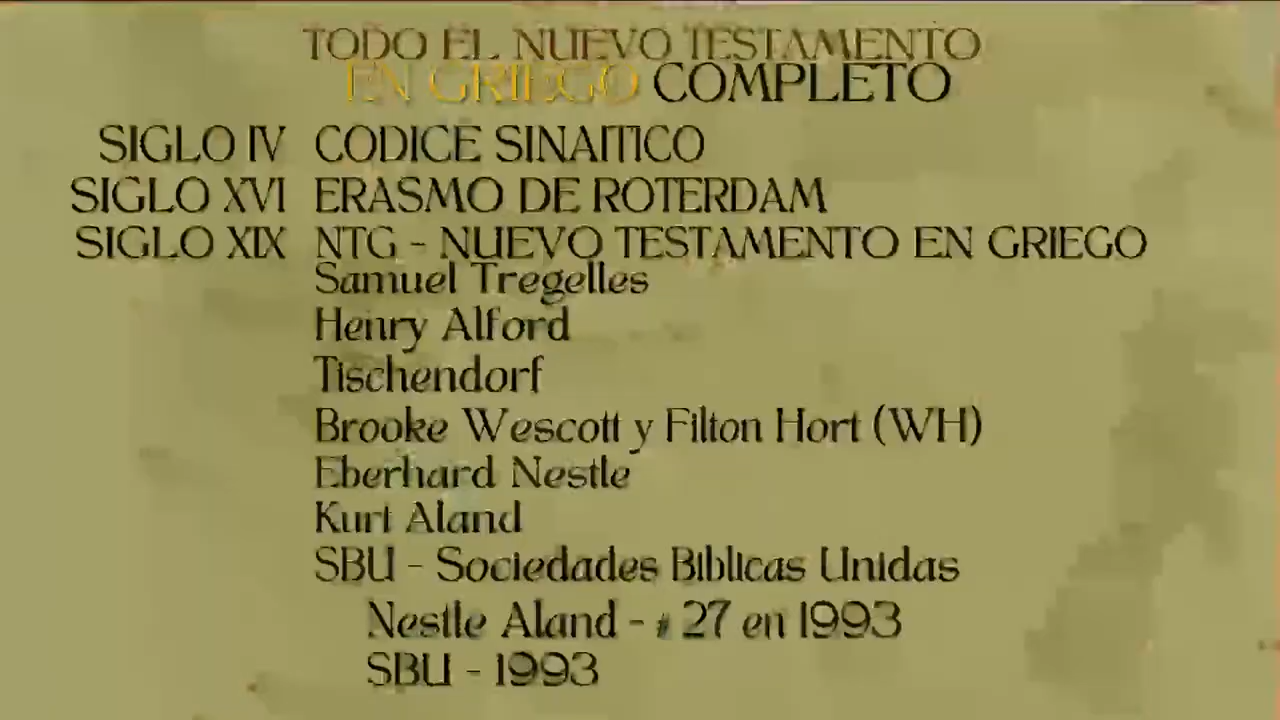 TODO EL NUEVO TESTAMENTO
EN GRIEGO COMPLETO
SIGLO IV CODICE SINAITICO
SIGLO XVI ERASMO DE ROTERDAM
SIGLO XIX NTG - NUEVO TESTAMENTO EN GRIEGO
Samuel Tregelles
Henry Alford
Tischendorf
Brooke Wescott y Filton Hort (WH)
Eberhard Nestle
Kurt Aland
SBU - Sociedades Biblicas Unidas
Nestle Aland - # 27 en 1993
SBU - 1993